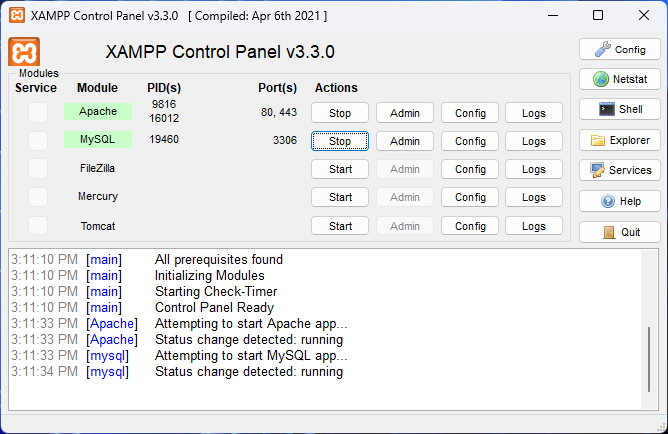 XAMPP Control Panel v3.3.0 [ Compiled: Apr 6th 2021 ]
XAMPP Control Panel v3.3.0
Config
Modules
Service Module PID(s) Port(s) Actions
Netstat
Apache 9816 16012 80, 443 Stop Admin Config Logs
Shell
MySQL 19460 3306 Stop Admin Config Logs
Explorer
FileZilla Start Admin Config Logs
Services
Mercury Start Admin Config Logs
Help
Tomcat Start Admin Config Logs
Quit
3:11:10 PM [main] All prerequisites found
3:11:10 PM [main] Initializing Modules
3:11:10 PM [main] Starting Check-Timer
3:11:10 PM [main] Control Panel Ready
3:11:33 PM [Apache] Attempting to start Apache app...
3:11:33 PM [Apache] Status change detected: running
3:11:33 PM [mysql] Attempting to start MySQL app...
3:11:34 PM [mysql] Status change detected: running